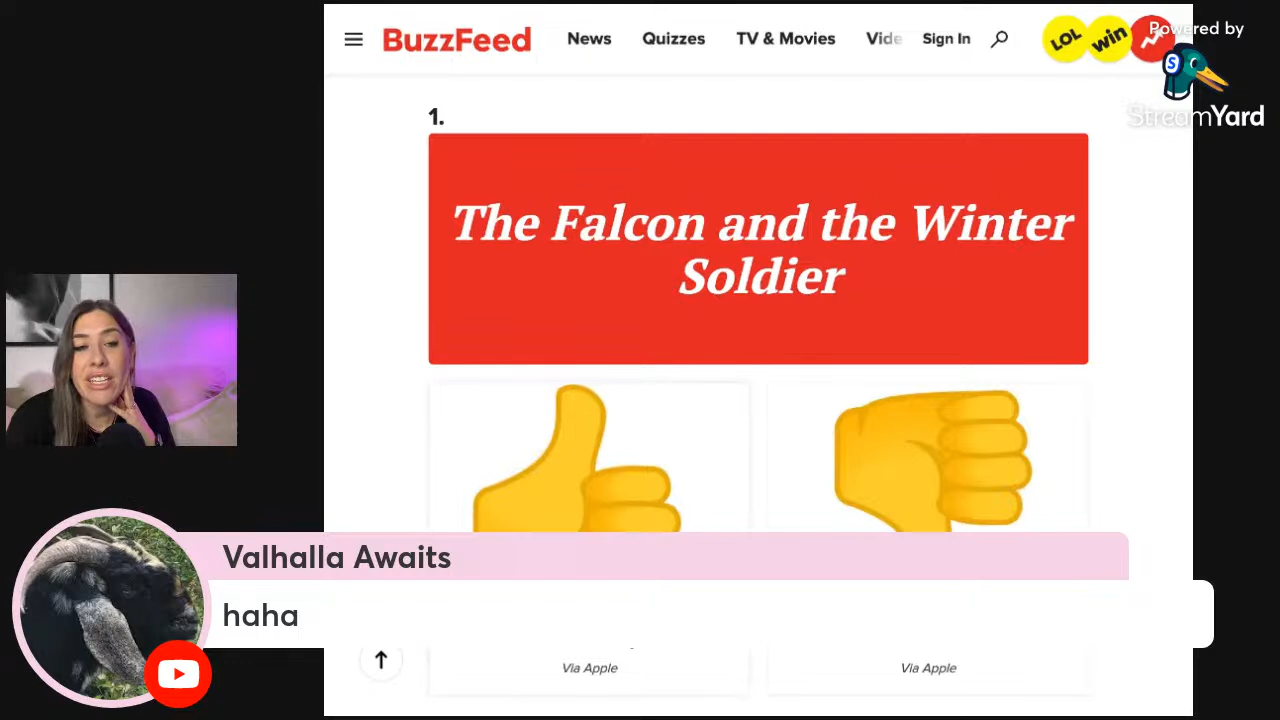 BuzzFeed
News
Quizzes
TV & Movies
Vide
Sign In
LOL
win
Powered by
S
StreamYard
1.
The Falcon and the Winter
Soldier
Valhalla Awaits
haha
Via Apple
Via Apple